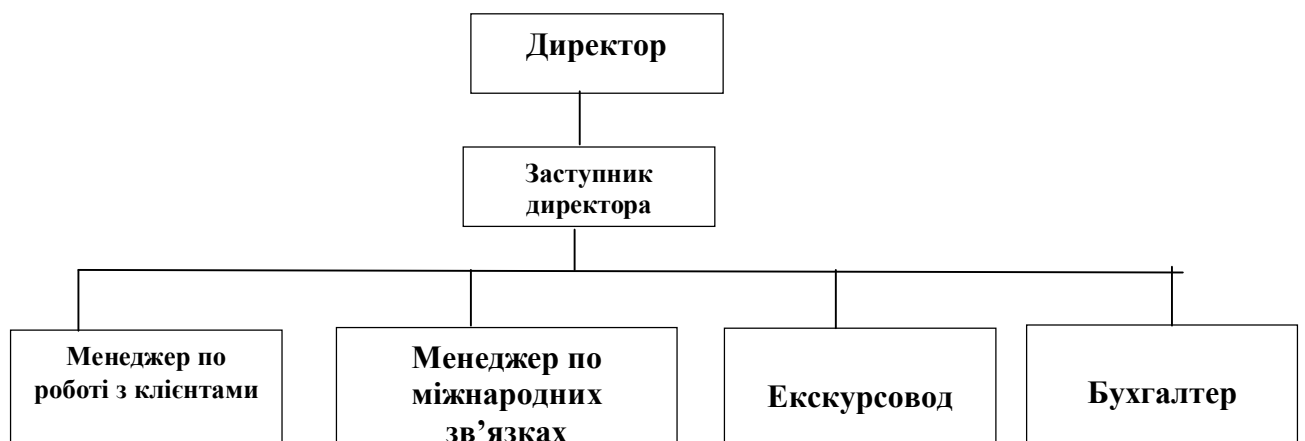 Директор
Заступник
директора
Менеджер по
роботі з клієнтами
Менеджер по
міжнародних
зв’язках
Екскурсовод
Бухгалтер